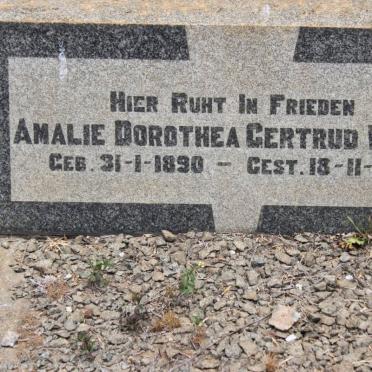 HIER RUHT IN FRIEDEN
AMALIE DOROTHEA GERTRUD
GEB. 31-1-1890 - GEST. 18-11-